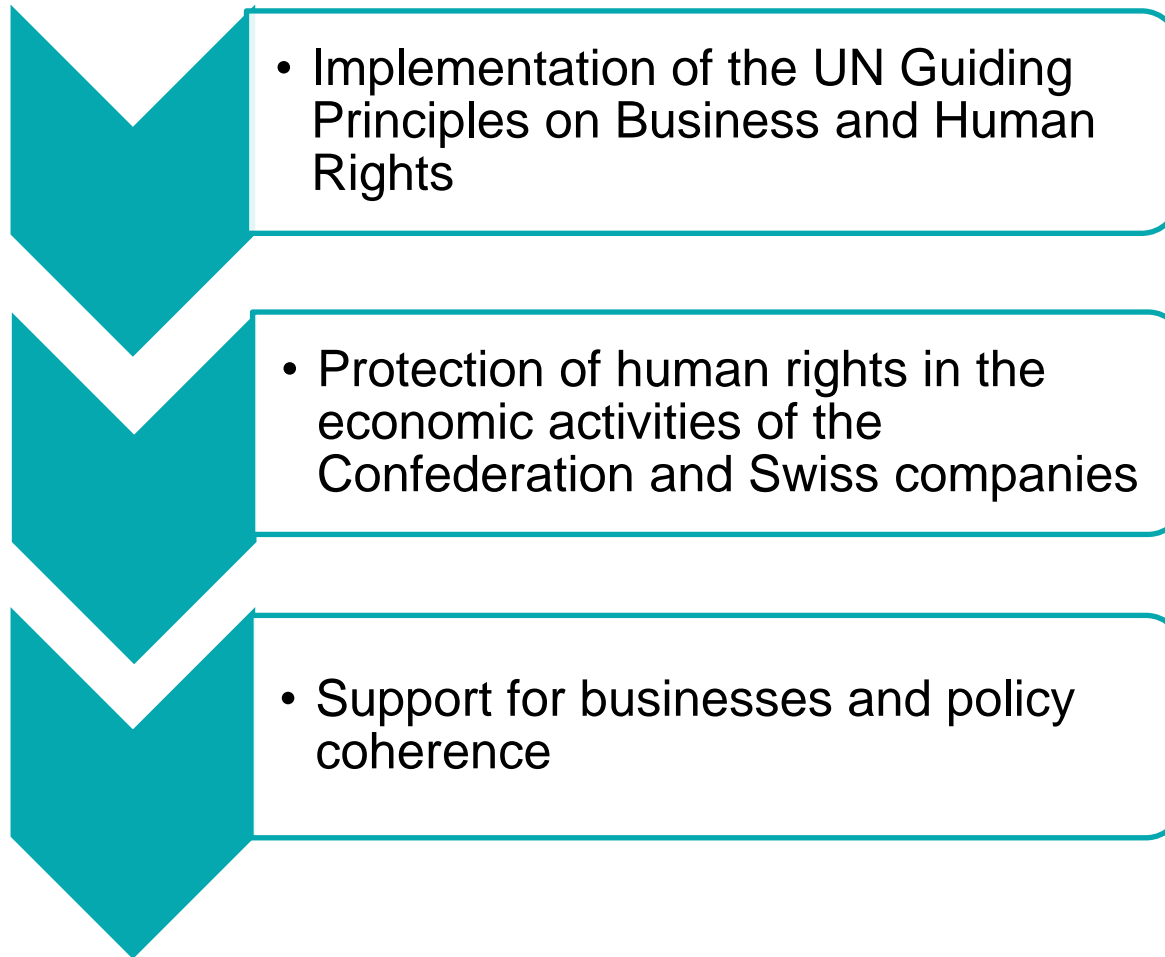 • Implementation of the UN Guiding
Principles on Business and Human
Rights
• Protection of human rights in the
economic activities of the
Confederation and Swiss companies
• Support for businesses and policy
coherence